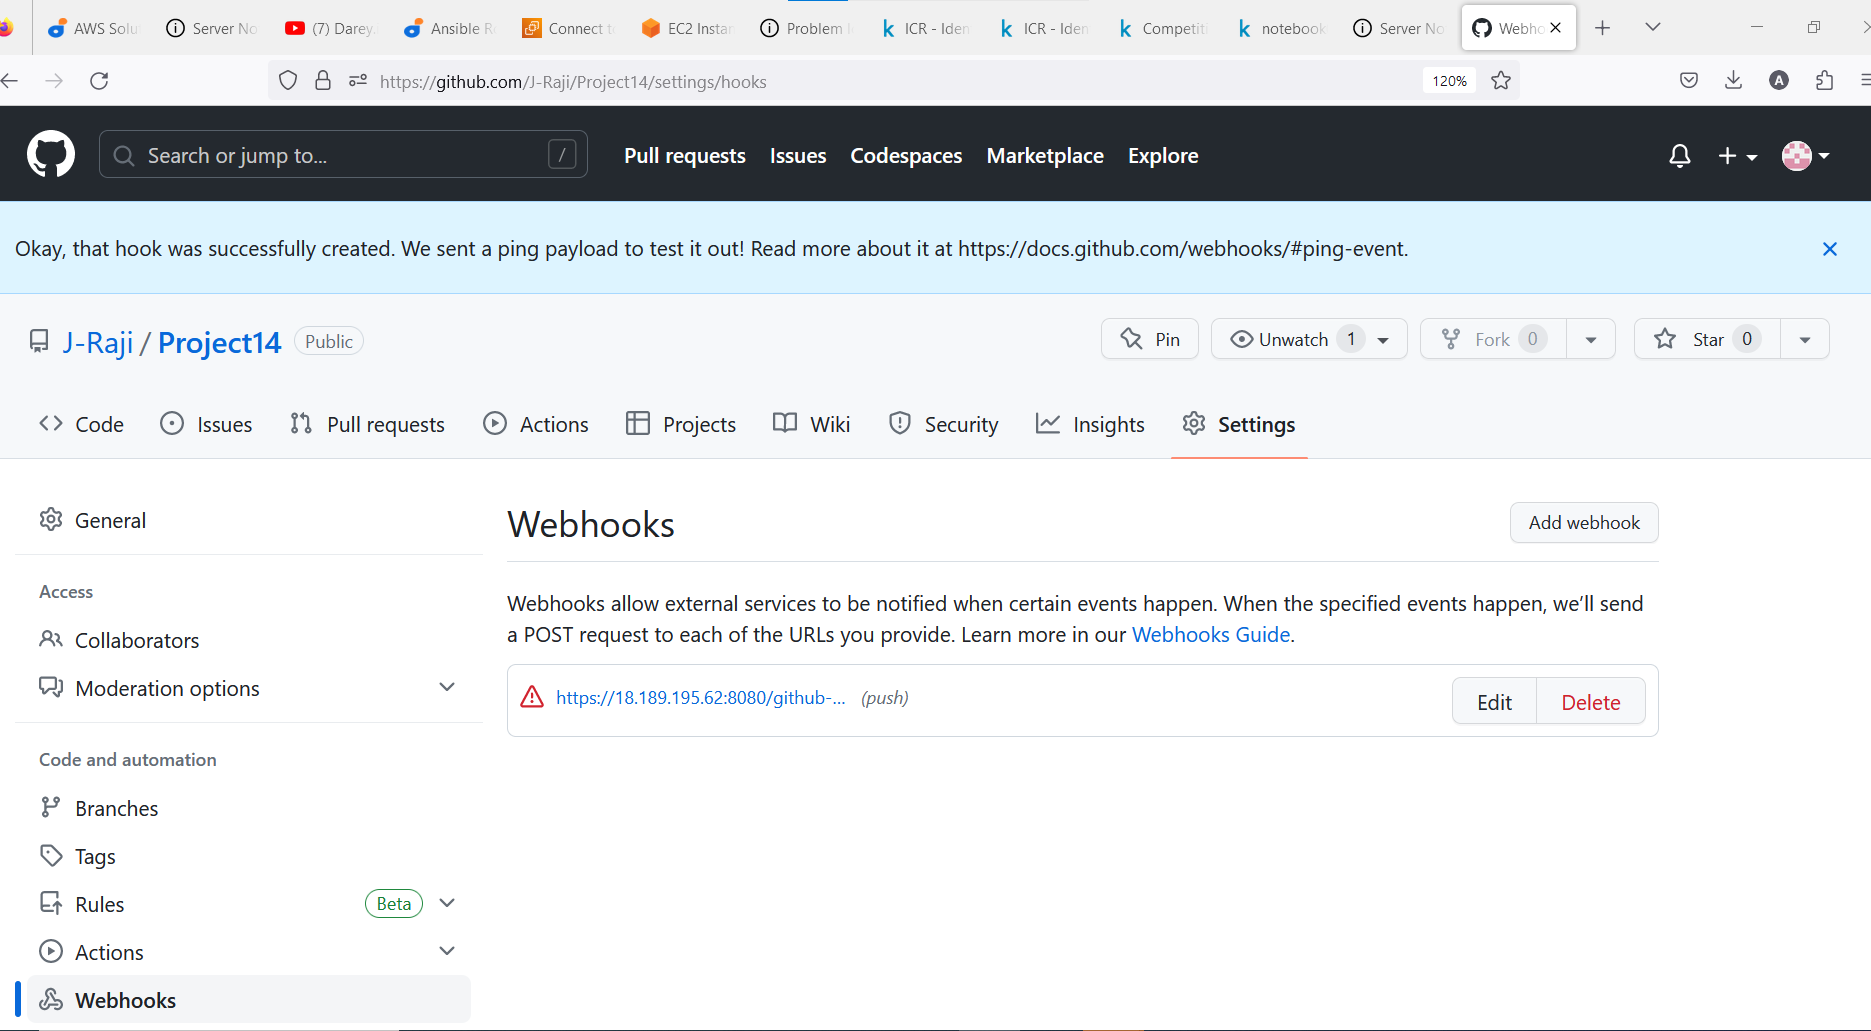 AWS Solu
Server No
(7) Darey.
Ansible Ro
Connect to
EC2 Instan
Problem l
ICR - Iden
ICR - Iden
Competiti
notebook
Server No
Webho
https://github.com/J-Raji/Project14/settings/hooks
120%
A
Search or jump to...
/
Pull requests
Issues
Codespaces
Marketplace
Explore
Okay, that hook was successfully created. We sent a ping payload to test it out! Read more about it at https://docs.github.com/webhooks/#ping-event.
J-Raji / Project14 Public
Pin
Unwatch 1
Fork 0
Star 0
Code
Issues
Pull requests
Actions
Projects
Wiki
Security
Insights
Settings
General
Access
Collaborators
Moderation options
Code and automation
Branches
Tags
Rules Beta
Actions
Webhooks
Webhooks
Add webhook
Webhooks allow external services to be notified when certain events happen. When the specified events happen, we’ll send
a POST request to each of the URLs you provide. Learn more in our Webhooks Guide.
https://18.189.195.62:8080/github-... (push)
Edit
Delete